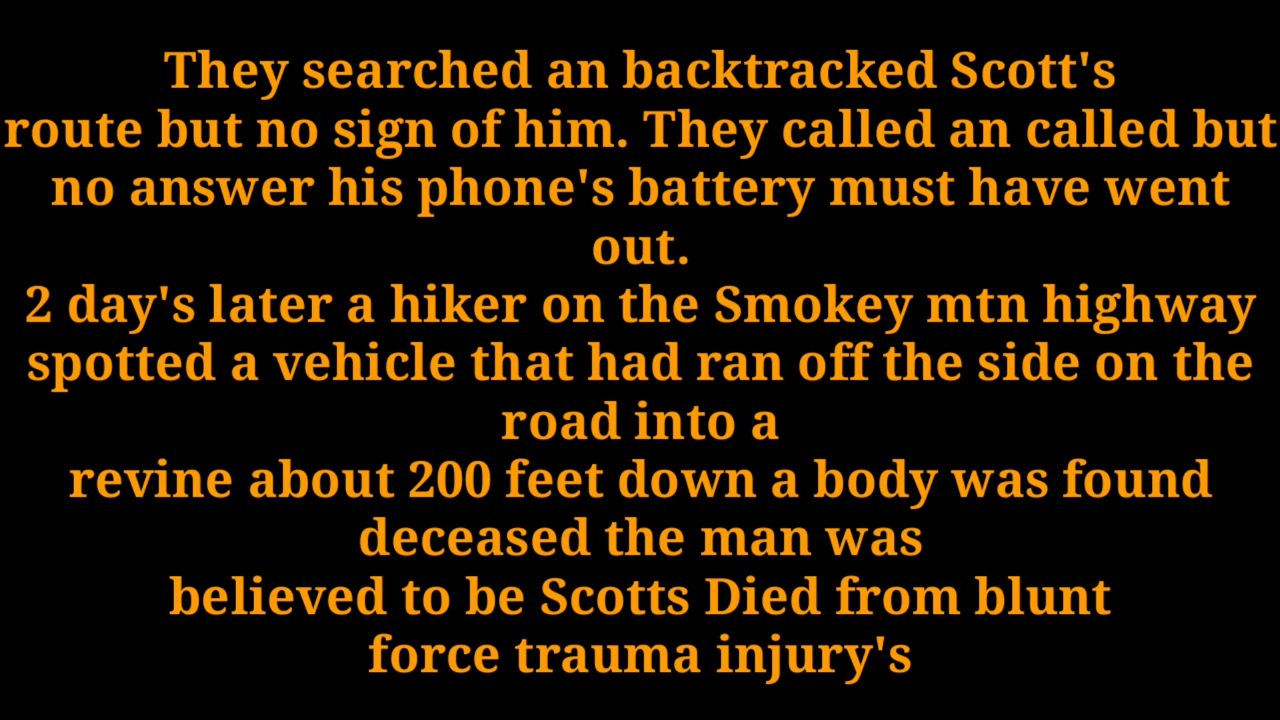 They searched an backtracked Scott's
route but no sign of him. They called an called but
no answer his phone's battery must have went
out.
2 day's later a hiker on the Smokey mtn highway
spotted a vehicle that had ran off the side on the
road into a
revine about 200 feet down a body was found
deceased the man was
believed to be Scotts Died from blunt
force trauma injury's